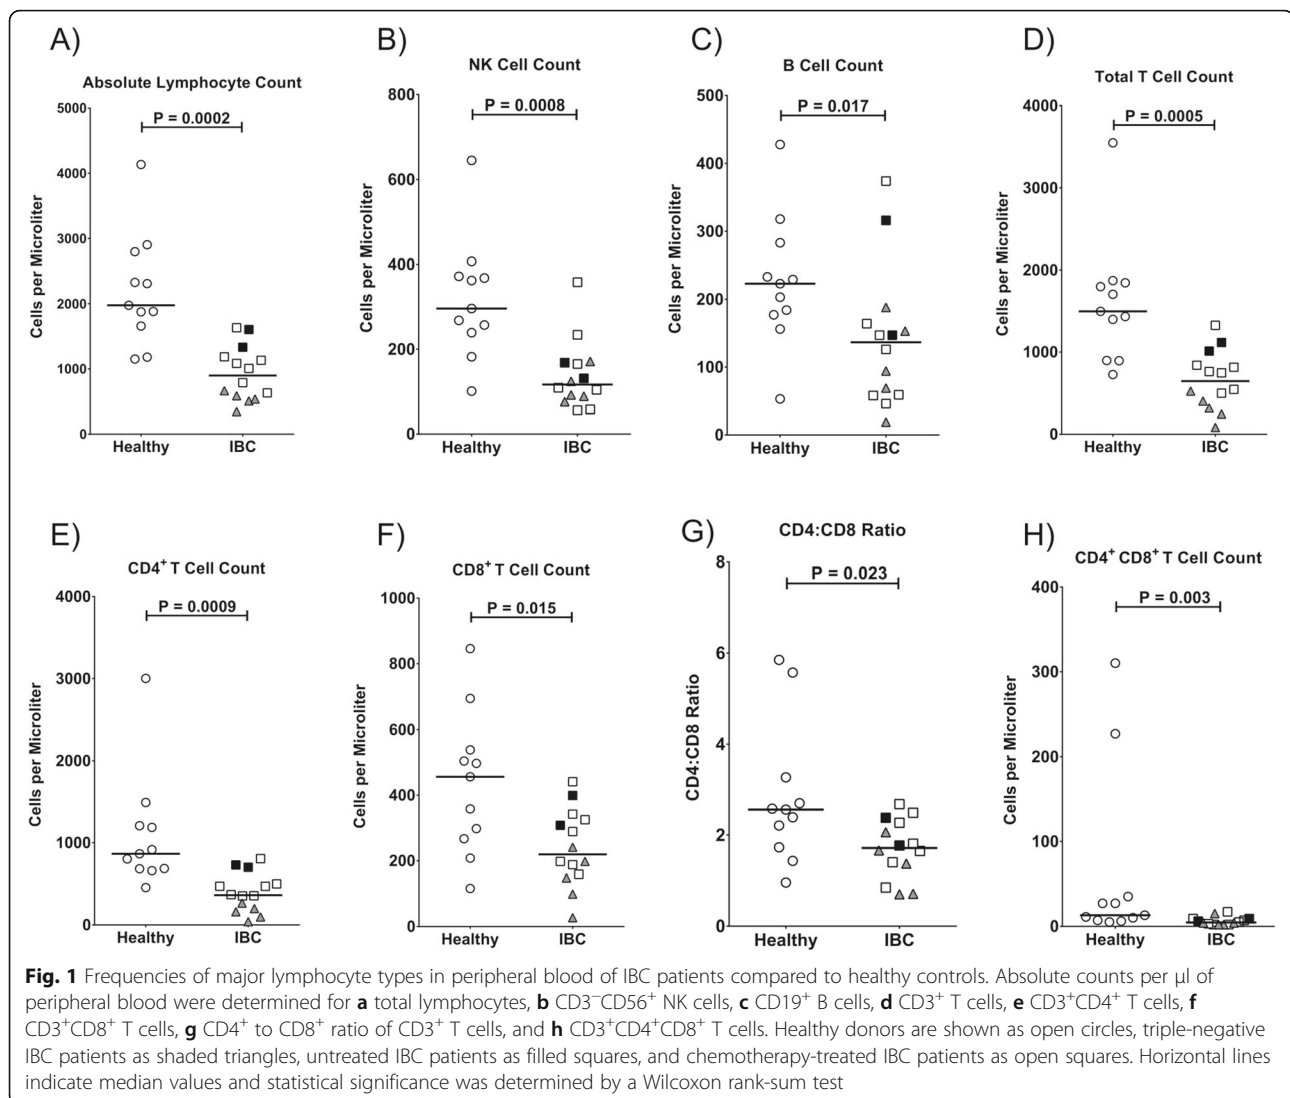 A)
Absolute Lymphocyte Count
P = 0.0002
Cells per Microliter
5000
4000
3000
2000
1000
0
Healthy
IBC
B)
NK Cell Count
P = 0.0008
Cells per Microliter
800
600
400
200
0
Healthy
IBC
C)
B Cell Count
P = 0.017
Cells per Microliter
500
400
300
200
100
0
Healthy
IBC
D)
Total T Cell Count
P = 0.0005
Cells per Microliter
4000
3000
2000
1000
0
Healthy
IBC
E)
CD4⁺ T Cell Count
P = 0.0009
Cells per Microliter
4000
3000
2000
1000
0
Healthy
IBC
F)
CD8⁺ T Cell Count
P = 0.015
Cells per Microliter
1000
800
600
400
200
0
Healthy
IBC
G)
CD4:CD8 Ratio
P = 0.023
CD4:CD8 Ratio
8
6
4
2
0
Healthy
IBC
H)
CD4⁺ CD8⁺ T Cell Count
P = 0.003
Cells per Microliter
400
300
200
100
0
Healthy
IBC
Fig. 1 Frequencies of major lymphocyte types in peripheral blood of IBC patients compared to healthy controls. Absolute counts per μl of
peripheral blood were determined for a total lymphocytes, b CD3⁻CD56⁺ NK cells, c CD19⁺ B cells, d CD3⁺ T cells, e CD3⁺CD4⁺ T cells, f
CD3⁺CD8⁺ T cells, g CD4⁺ to CD8⁺ ratio of CD3⁺ T cells, and h CD3⁺CD4⁺CD8⁺ T cells. Healthy donors are shown as open circles, triple-negative
IBC patients as shaded triangles, untreated IBC patients as filled squares, and chemotherapy-treated IBC patients as open squares. Horizontal lines
indicate median values and statistical significance was determined by a Wilcoxon rank-sum test